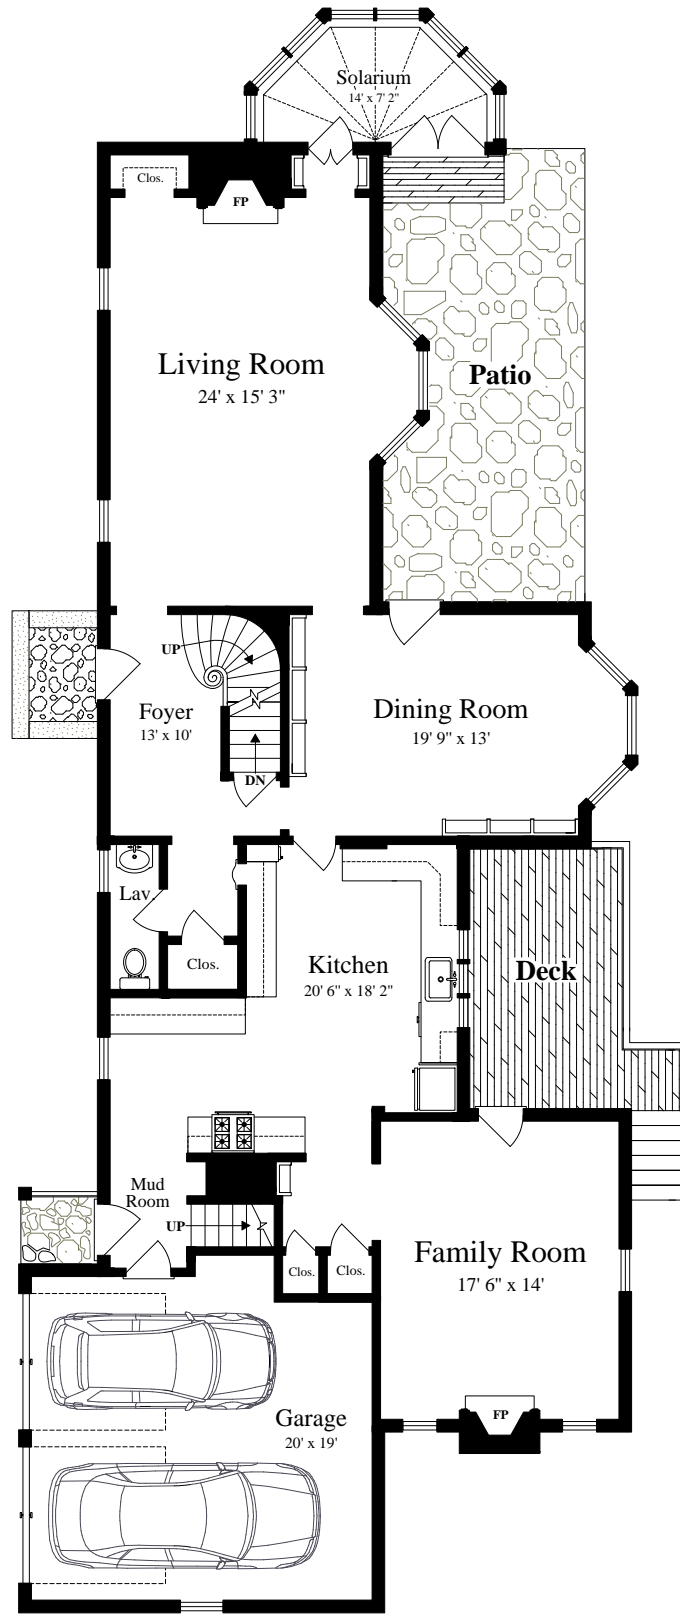 Solarium
14' x 7' 2"
Clos.
FP
Living Room
24' x 15' 3"
Patio
UP
Foyer
13' x 10'
Dining Room
19' 9" x 13'
DN
Lav.
Clos.
Kitchen
20' 6" x 18' 2"
Deck
Mud
Room
UP
Family Room
17' 6" x 14'
Clos.
Clos.
FP
Garage
20' x 19'